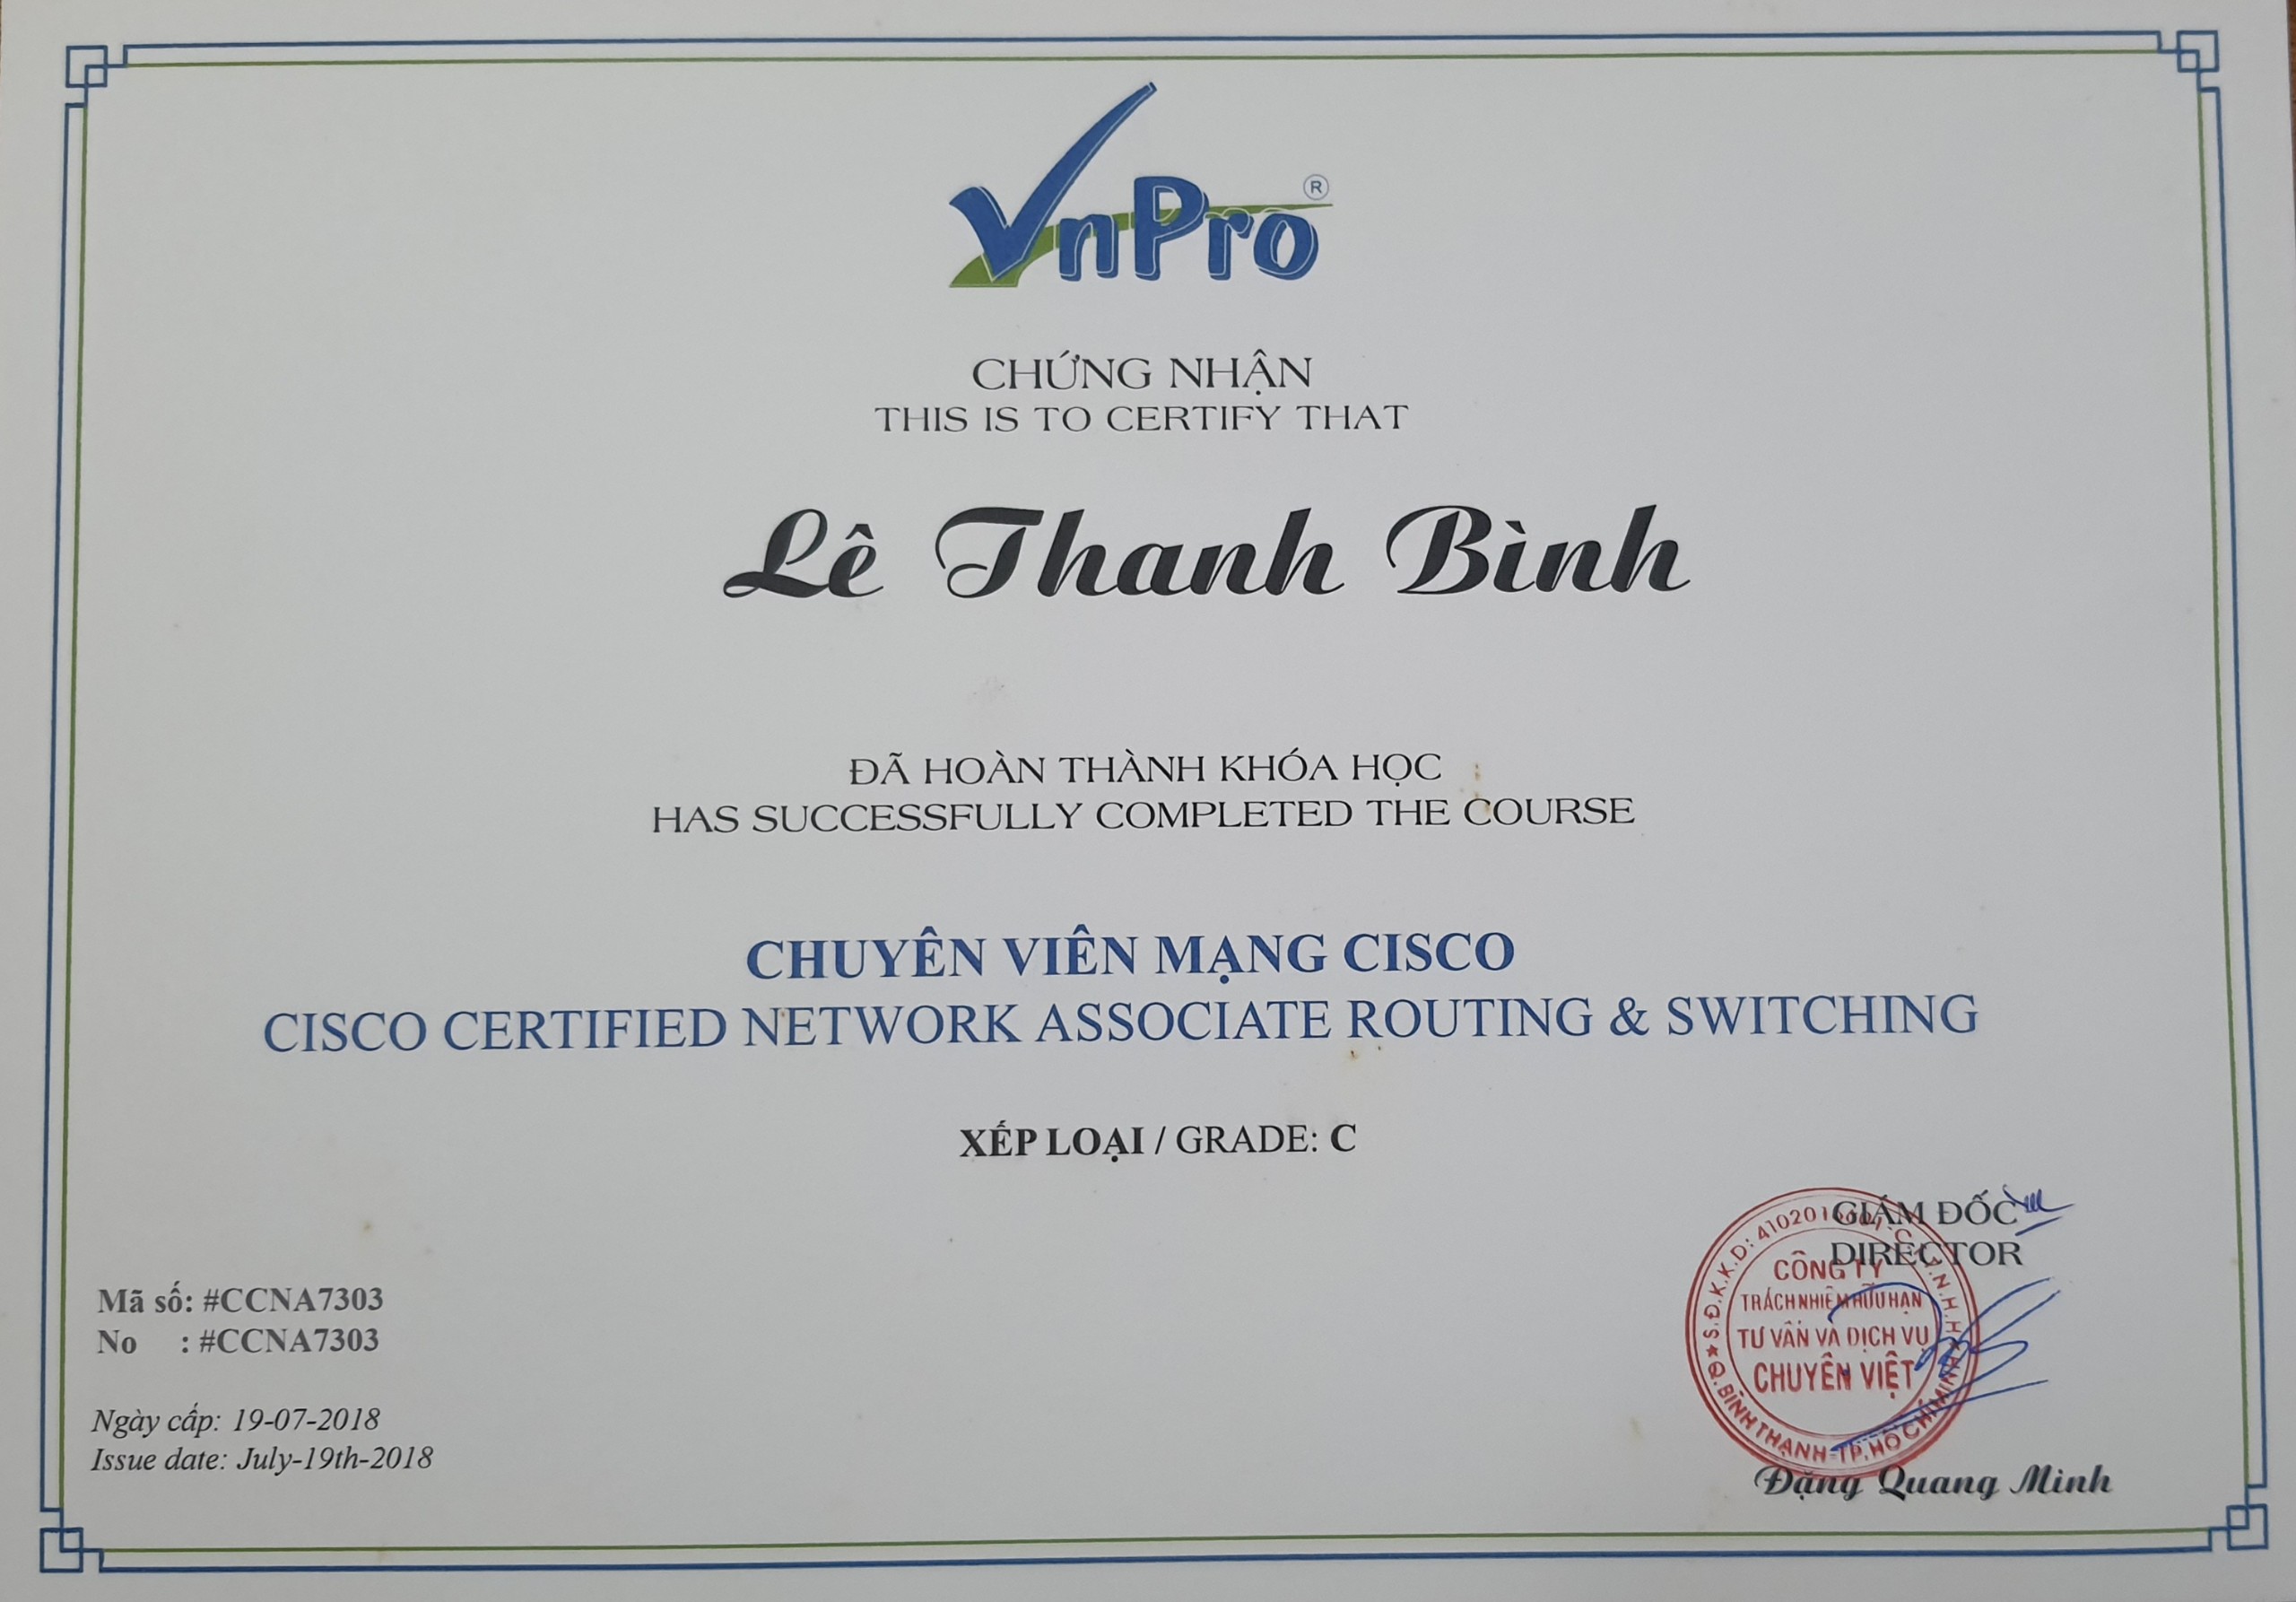 VnPro ®
CHỨNG NHẬN
THIS IS TO CERTIFY THAT
Lê Thanh Bình
ĐÃ HOÀN THÀNH KHÓA HỌC
HAS SUCCESSFULLY COMPLETED THE COURSE
CHUYÊN VIÊN MẠNG CISCO
CISCO CERTIFIED NETWORK ASSOCIATE ROUTING & SWITCHING
XẾP LOẠI / GRADE: C
Mã số: #CCNA7303
No : #CCNA7303
Ngày cấp: 19-07-2018
Issue date: July-19th-2018
GIÁM ĐỐC
DIRECTOR
CÔNG TY
TRÁCH NHIỆM HỮU HẠN
TƯ VẤN VÀ DỊCH VỤ
CHUYÊN VIỆT
Q.BÌNH THẠNH-TP.HỒ CHÍ MINH
Đặng Quang Minh